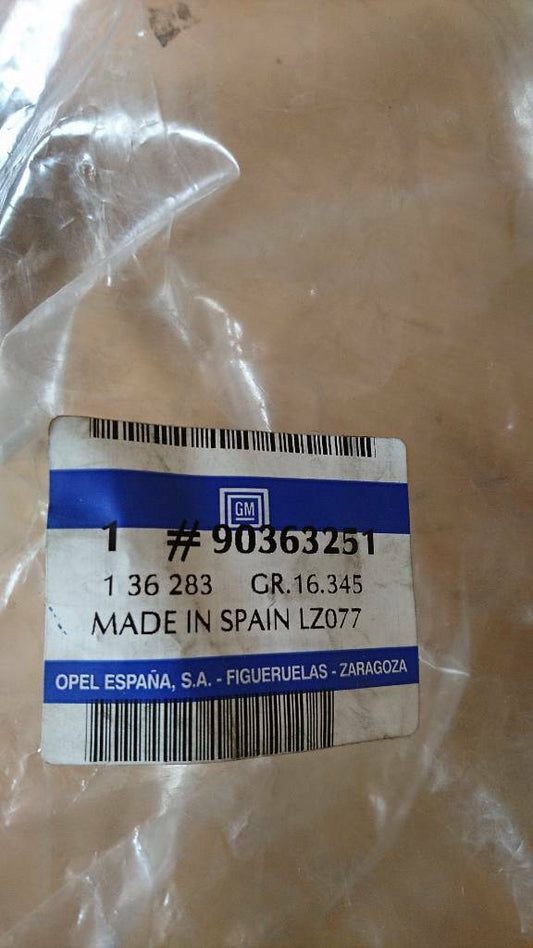 GM
1 # 90363251
1 36 283 GR.16.345
MADE IN SPAIN LZ077
OPEL ESPAÑA, S.A. - FIGUERUELAS - ZARAGOZA